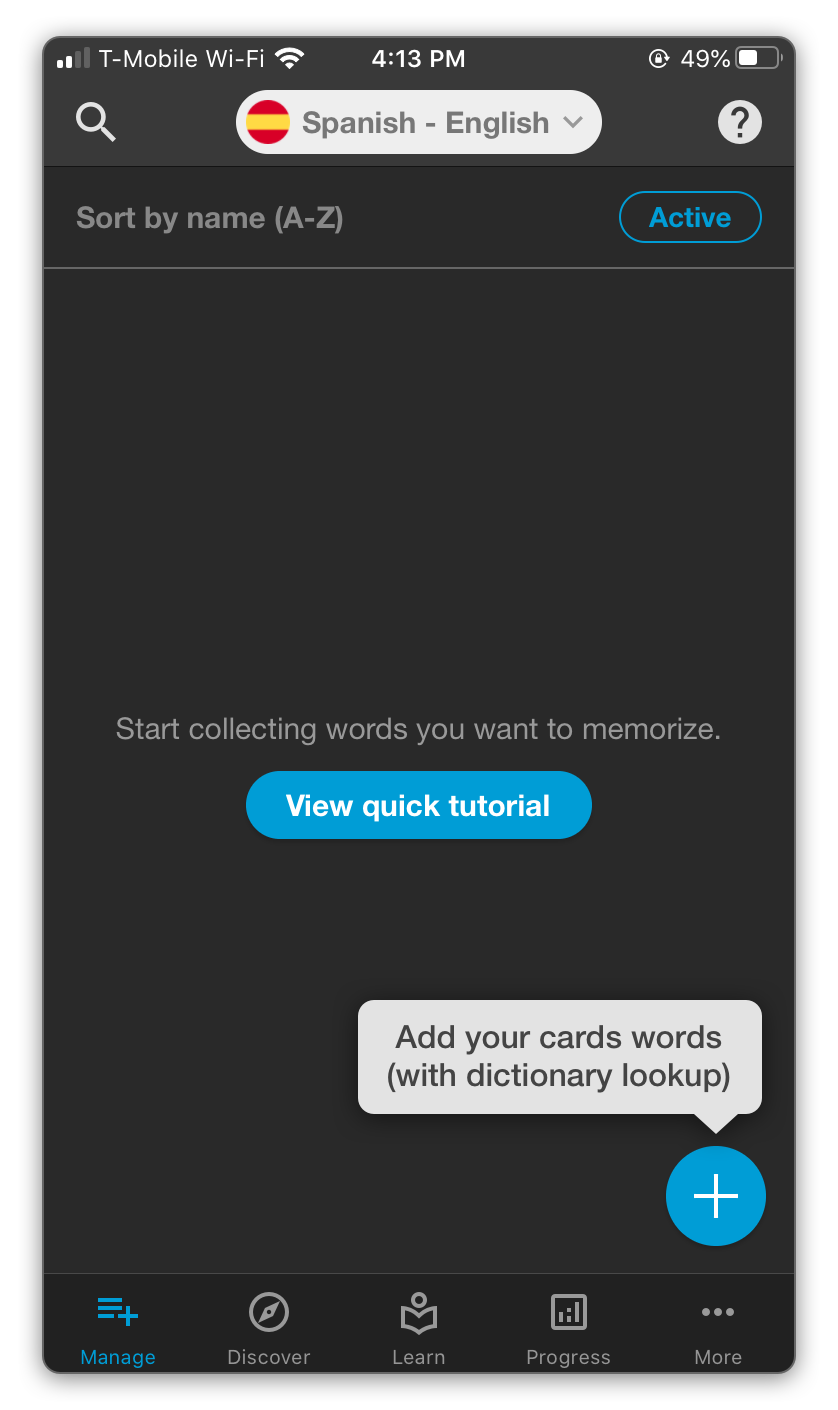 T-Mobile Wi-Fi 4:13 PM 49%
Spanish - English ?
Sort by name (A-Z) Active
Start collecting words you want to memorize.
View quick tutorial
Add your cards words
(with dictionary lookup)
Manage Discover Learn Progress More